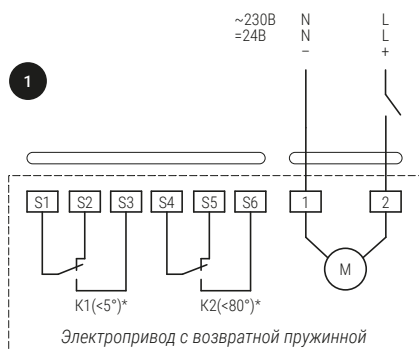 ~230В N L
=24В N L
– +
1
S1 S2 S3 S4 S5 S6 1 2
M
K1(<5°)* K2(<80°)*
Электропривод с возвратной пружинной